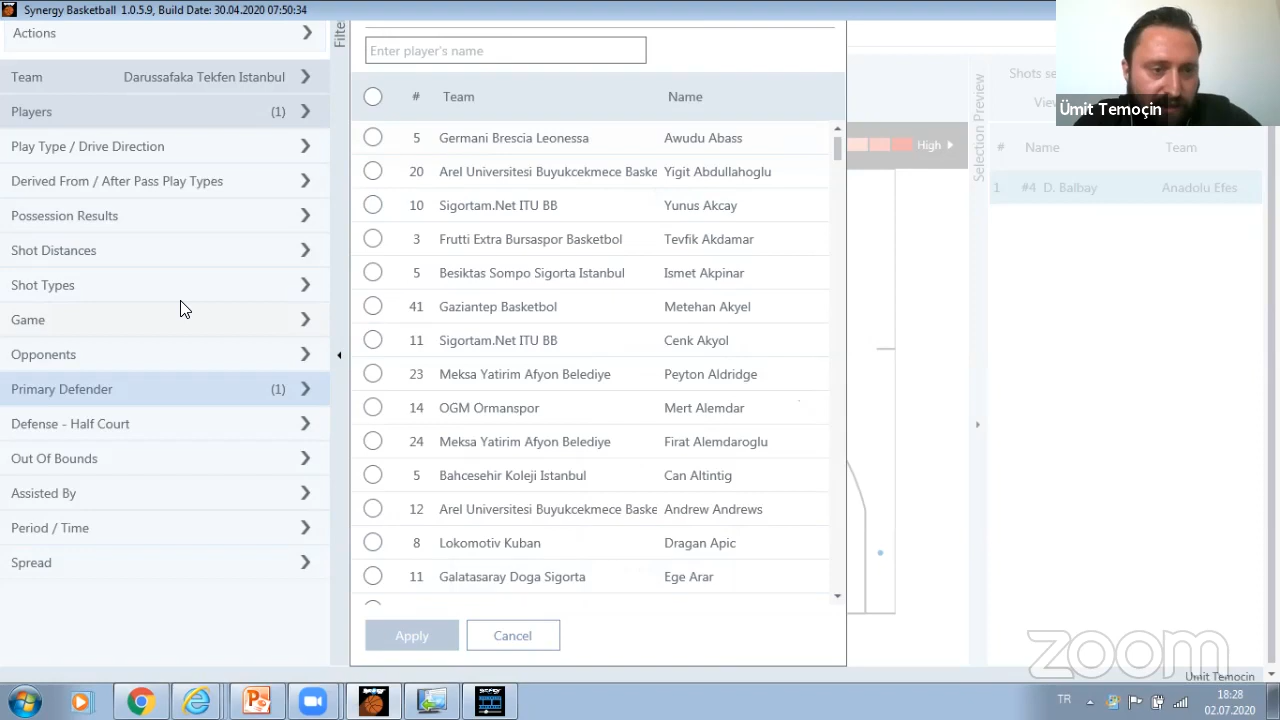 Synergy Basketball 1.0.5.9, Build Date: 30.04.2020 07:50:34
Actions
Team Darussafaka Tekfen Istanbul
Players (2)
Play Type / Drive Direction
Derived From / After Pass Play Types
Possession Results
Shot Distances
Shot Types
Game
Opponents
Primary Defender (1)
Defense - Half Court
Out Of Bounds
Assisted By
Period / Time
Spread
Enter player's name
# Team Name
5 Germani Brescia Leonessa Awudu Abass
20 Arel Universitesi Buyukcekmece Baske Yigit Abdullahoglu
10 Sigortam.Net ITU BB Yunus Akcay
3 Frutti Extra Bursaspor Basketbol Tevfik Akdamar
5 Besiktas Sompo Sigorta Istanbul Ismet Akpinar
41 Gaziantep Basketbol Metehan Akyel
11 Sigortam.Net ITU BB Cenk Akyol
23 Meksa Yatirim Afyon Belediye Peyton Aldridge
14 OGM Ormanspor Mert Alemdar
24 Meksa Yatirim Afyon Belediye Firat Alemdaroglu
5 Bahcesehir Koleji Istanbul Can Altintig
12 Arel Universitesi Buyukcekmece Baske Andrew Andrews
8 Lokomotiv Kuban Dragan Apic
11 Galatasaray Doga Sigorta Ege Arar
Apply Cancel
High
Selection Preview
Shots se
# Name Team
1 #4 D. Balbay Anadolu Efes
Ümit Temoçin
zoom
Umit Temocin
TR
18:28
02.07.2020